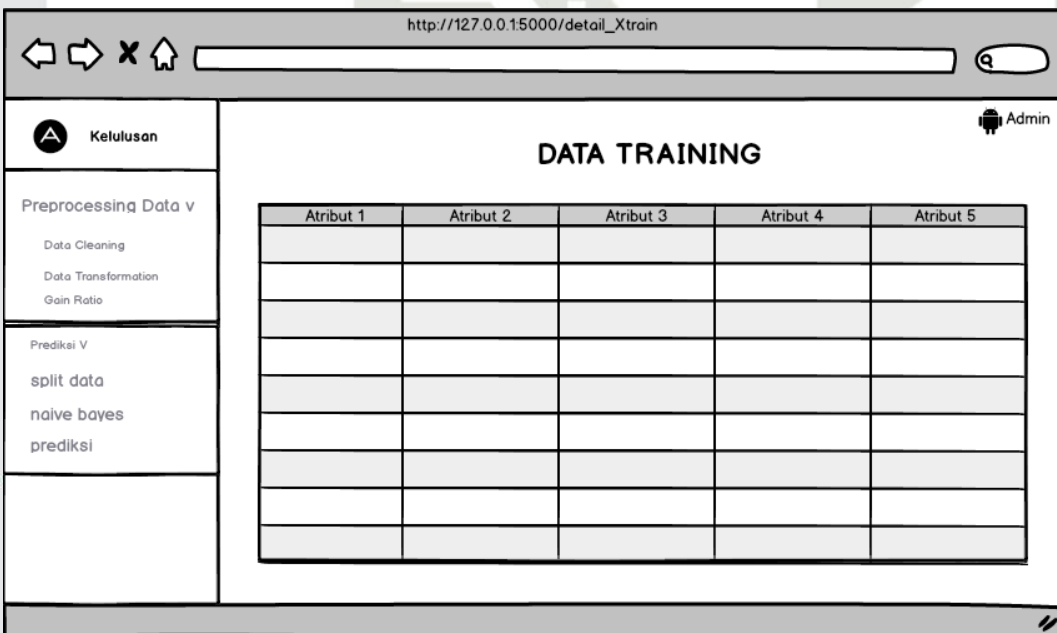 http://127.0.0.1:5000/detail_Xtrain
Kelulusan
Admin
DATA TRAINING
Preprocessing Data v
Data Cleaning
Data Transformation
Gain Ratio
Prediksi V
split data
naive bayes
prediksi
Atribut 1 Atribut 2 Atribut 3 Atribut 4 Atribut 5